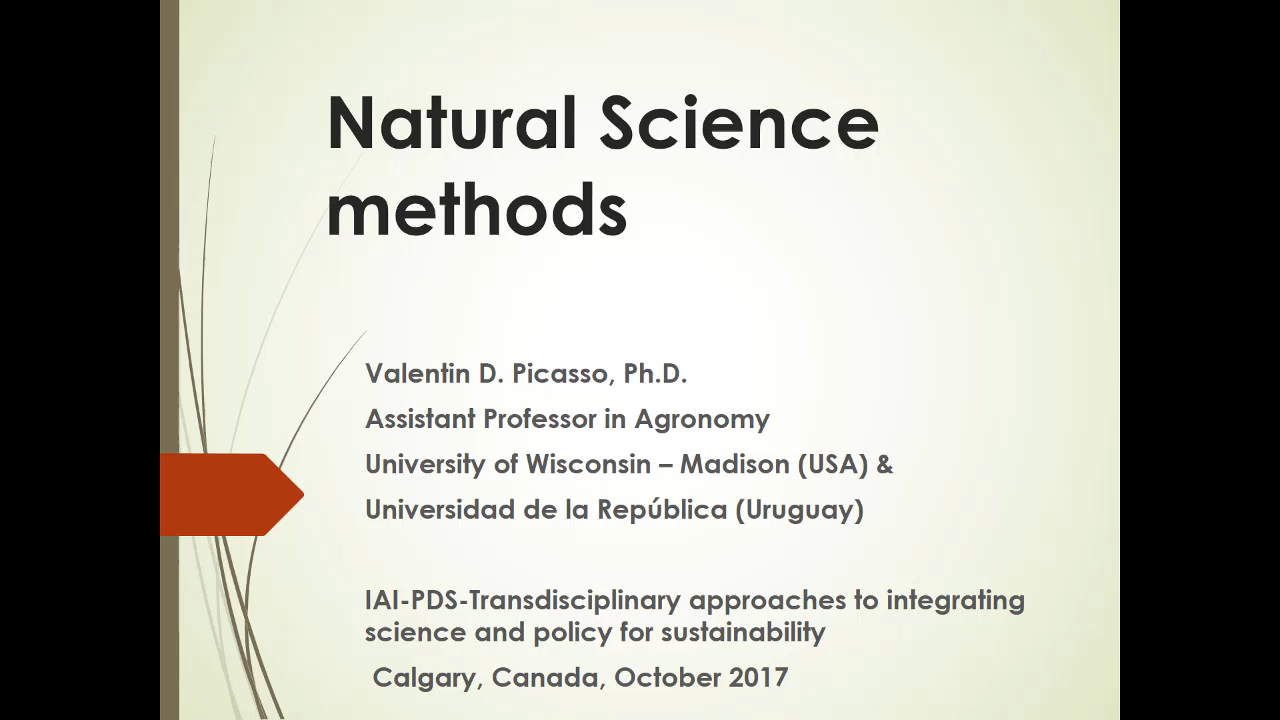 Natural Science
methods
Valentin D. Picasso, Ph.D.
Assistant Professor in Agronomy
University of Wisconsin – Madison (USA) &
Universidad de la República (Uruguay)
IAI-PDS-Transdisciplinary approaches to integrating
science and policy for sustainability
Calgary, Canada, October 2017